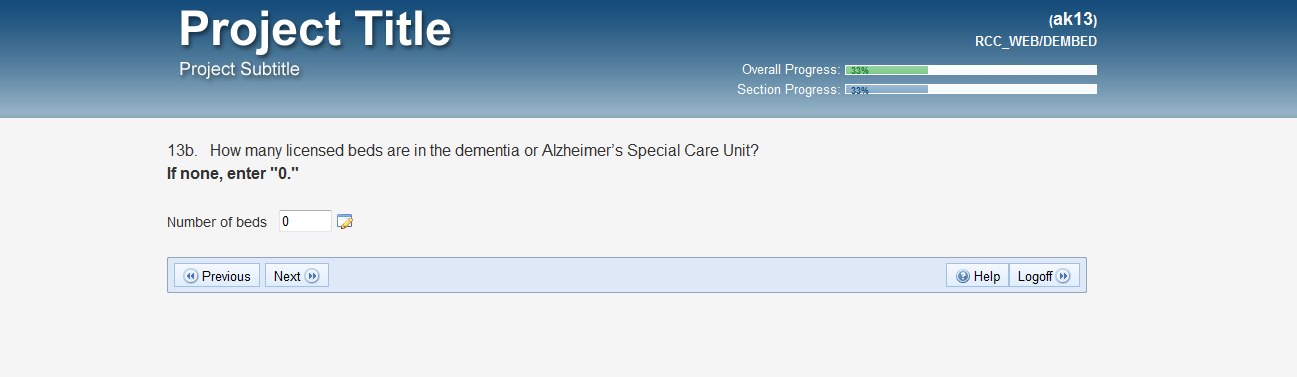 Project Title
Project Subtitle
(ak13)
RCC_WEB/DEMBED
Overall Progress: 33%
Section Progress: 33%
13b. How many licensed beds are in the dementia or Alzheimer’s Special Care Unit?
If none, enter "0."
Number of beds 0
Previous Next Help Logoff